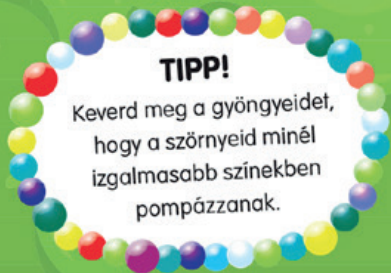 TIPP!
Keverd meg a gyöngyeidet,
hogy a szörnyeid minél
izgalmasabb színekben
pompázzanak.